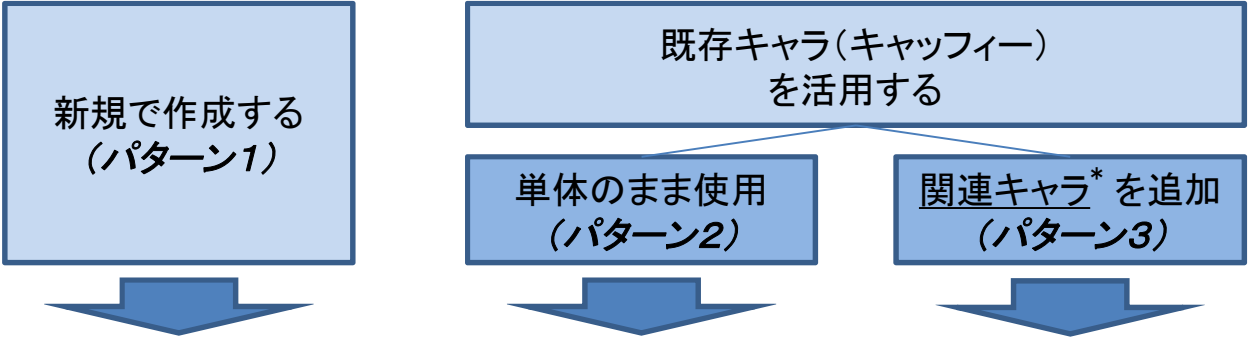 新規で作成する
（パターン１）
既存キャラ（キャッフィー）
を活用する
単体のまま使用
（パターン２）
関連キャラ* を追加
（パターン３）